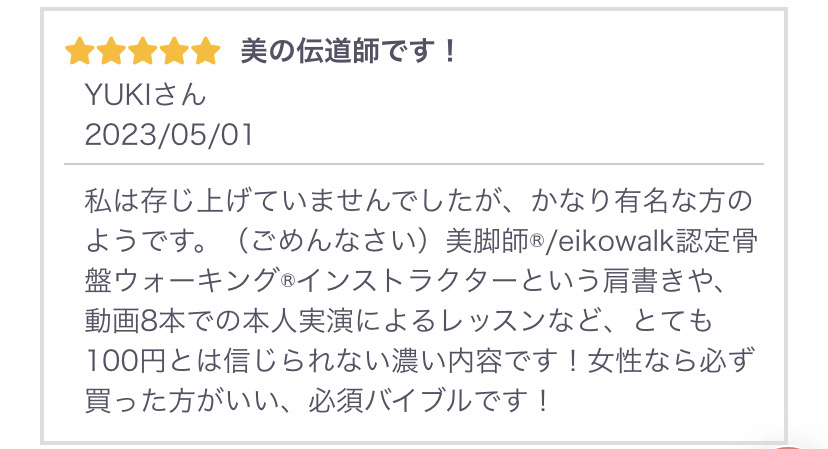 ★★★★★ 美の伝道師です！
YUKIさん
2023/05/01
私は存じ上げていませんでしたが、かなり有名な方の
ようです。（ごめんなさい）美脚師®/eikowalk認定骨
盤ウォーキング®インストラクターという肩書きや、
動画8本での本人実演によるレッスンなど、とても
100円とは信じられない濃い内容です！女性なら必ず
買った方がいい、必須バイブルです！